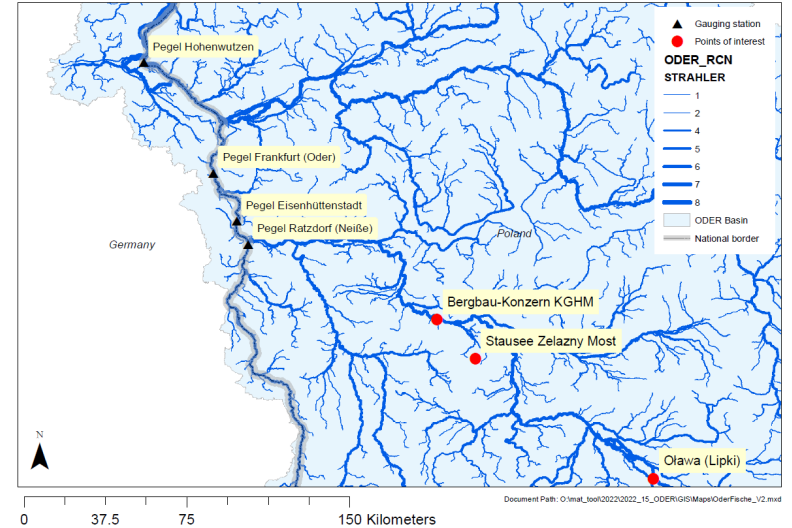 Pegel Hohenwutzen
Pegel Frankfurt (Oder)
Pegel Eisenhüttenstadt
Pegel Ratzdorf (Neiße)
Germany
Poland
Bergbau-Konzern KGHM
Stausee Zelazny Most
Oława (Lipki)
Gauging station
Points of interest
ODER_RCN
STRAHLER
1
2
4
5
6
7
8
ODER Basin
National border
N
Document Path: O:\mat_tool\2022\2022_15_ODER\GIS\Maps\OderFische_V2.mxd
0 37.5 75 150 Kilometers